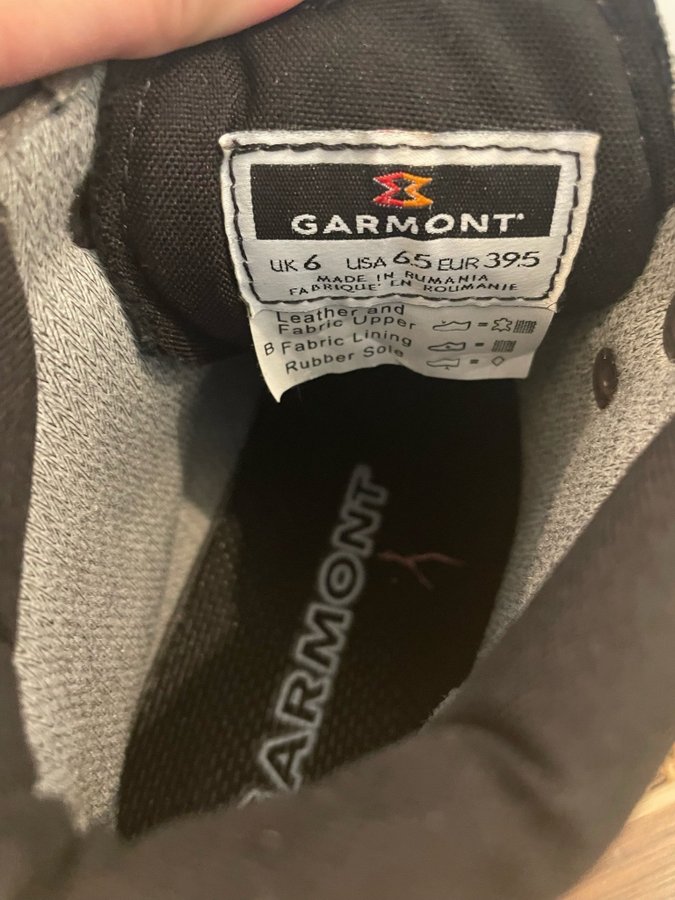 GARMONT
UK 6 USA 6.5 EUR 39.5
MADE IN RUMANIA
FABRIQUE' EN ROUMANIE
Leather and
Fabric Upper
B Fabric Lining
Rubber Sole
ARMONT